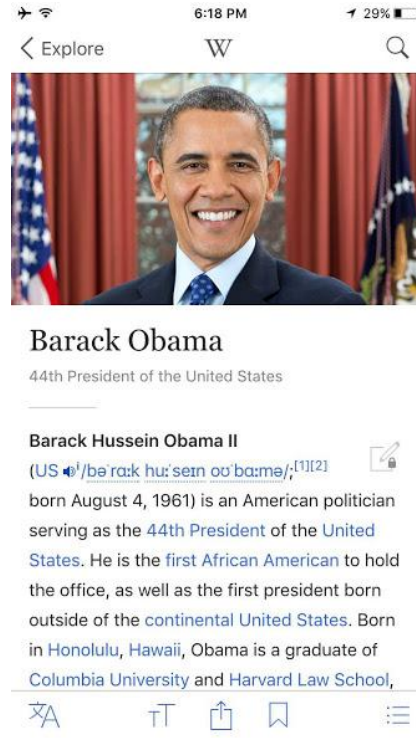 6:18 PM
29%
Explore
W
Barack Obama
44th President of the United States
Barack Hussein Obama II
(US /bəˈrɑːk huːˈseɪn oʊˈbɑːmə/;[1][2]
born August 4, 1961) is an American politician
serving as the 44th President of the United
States. He is the first African American to hold
the office, as well as the first president born
outside of the continental United States. Born
in Honolulu, Hawaii, Obama is a graduate of
Columbia University and Harvard Law School,
文A
TT